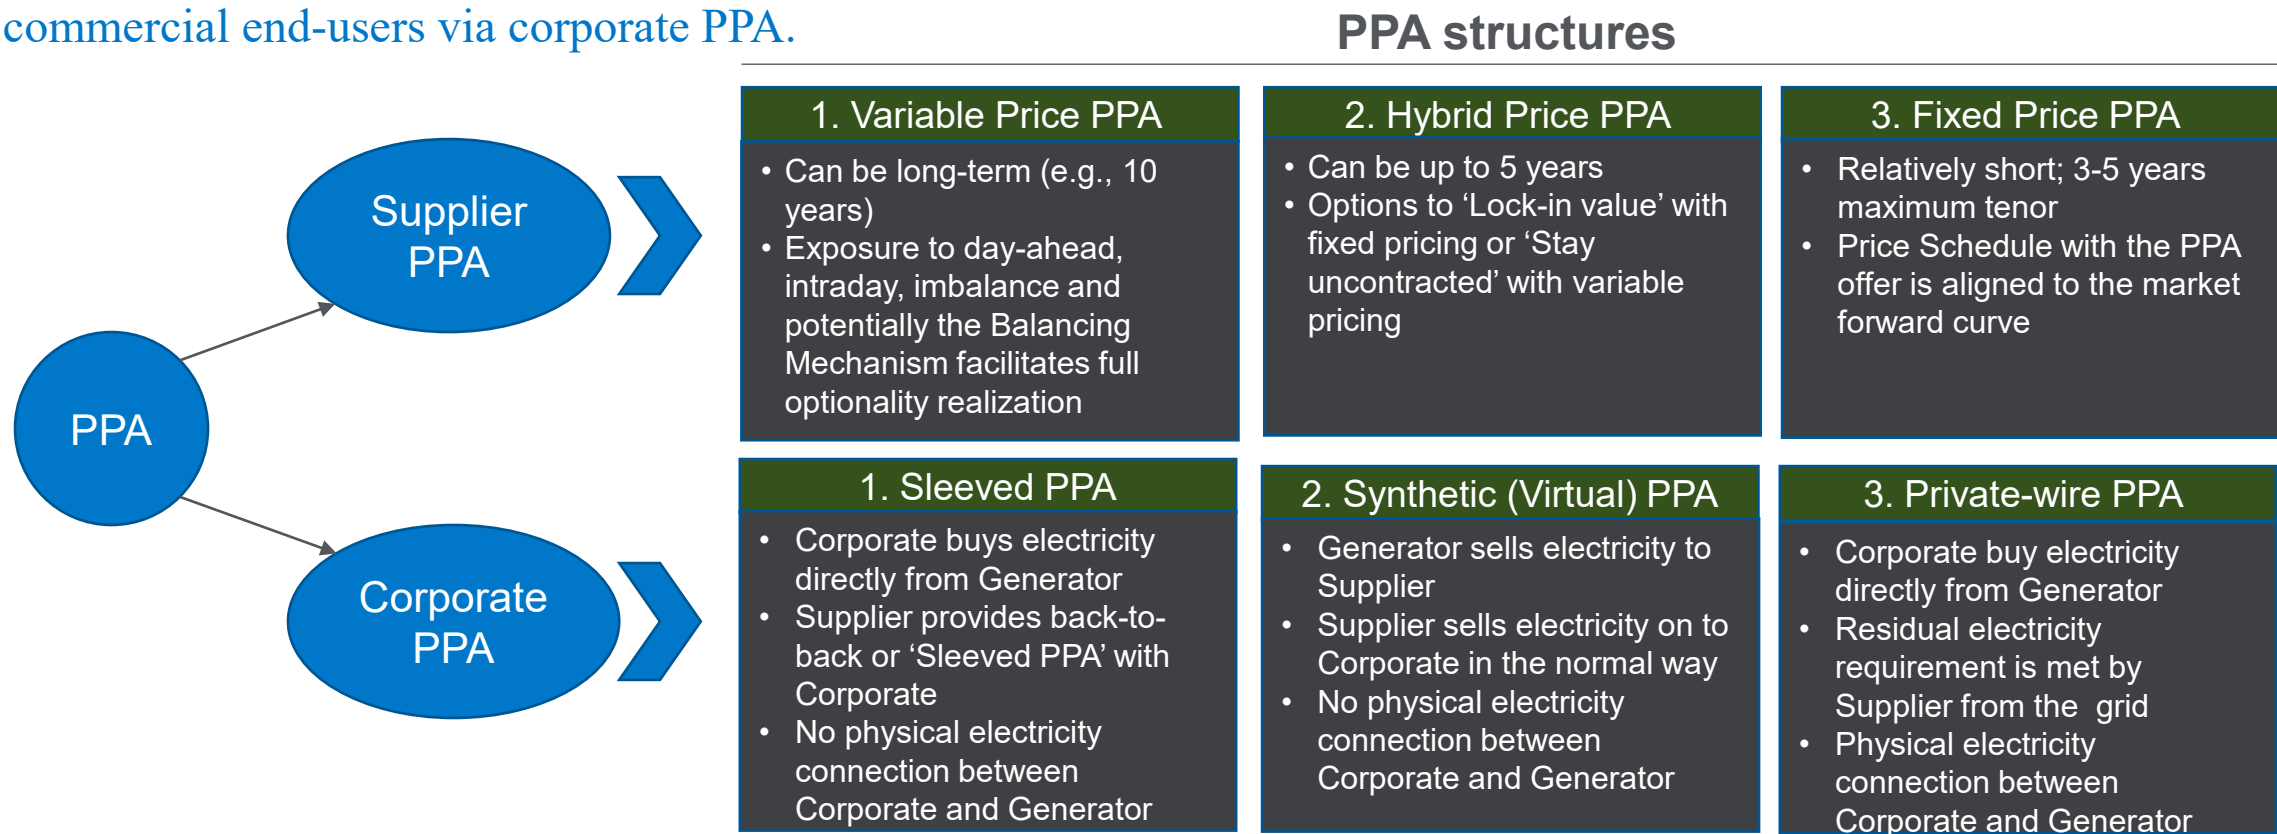 commercial end-users via corporate PPA.
PPA structures
PPA
Supplier
PPA
1. Variable Price PPA
• Can be long-term (e.g., 10
years)
• Exposure to day-ahead,
intraday, imbalance and
potentially the Balancing
Mechanism facilitates full
optionality realization
2. Hybrid Price PPA
• Can be up to 5 years
• Options to ‘Lock-in value’ with
fixed pricing or ‘Stay
uncontracted’ with variable
pricing
3. Fixed Price PPA
• Relatively short; 3-5 years
maximum tenor
• Price Schedule with the PPA
offer is aligned to the market
forward curve
Corporate
PPA
1. Sleeved PPA
• Corporate buys electricity
directly from Generator
• Supplier provides back-to-
back or ‘Sleeved PPA’ with
Corporate
• No physical electricity
connection between
Corporate and Generator
2. Synthetic (Virtual) PPA
• Generator sells electricity to
Supplier
• Supplier sells electricity on to
Corporate in the normal way
• No physical electricity
connection between
Corporate and Generator
3. Private-wire PPA
• Corporate buy electricity
directly from Generator
• Residual electricity
requirement is met by
Supplier from the grid
• Physical electricity
connection between
Corporate and Generator